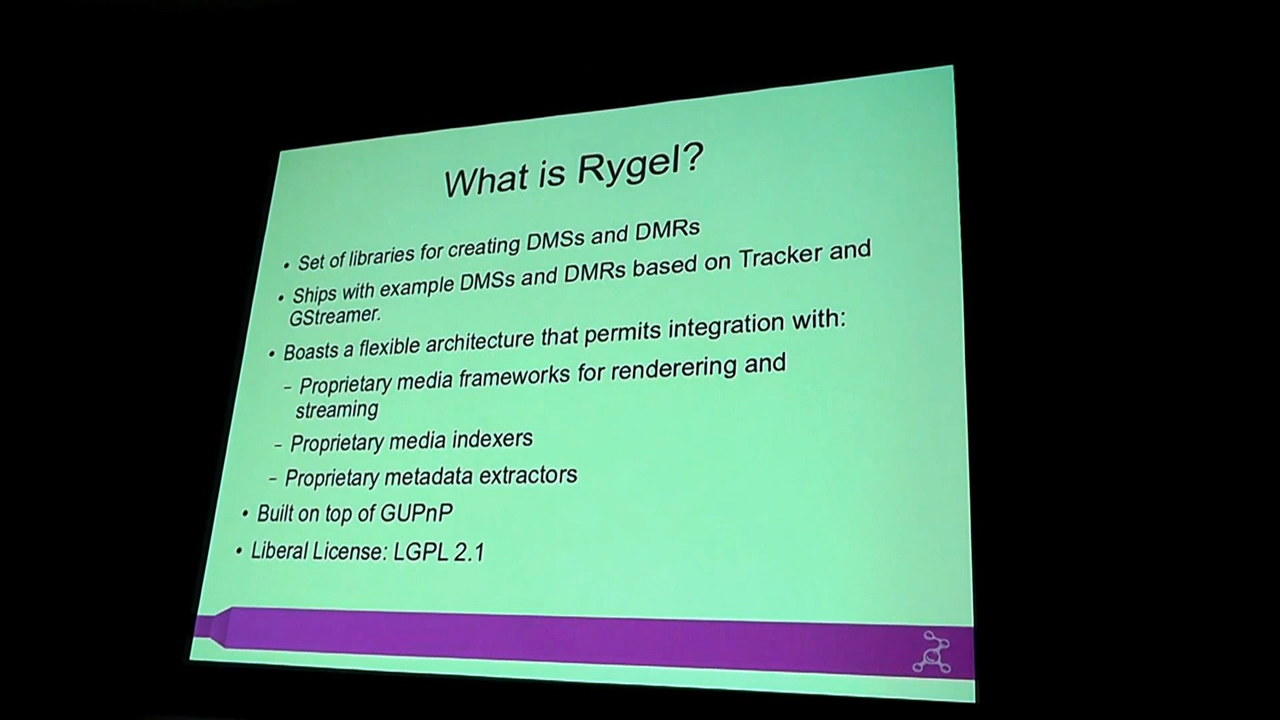 What is Rygel?
• Set of libraries for creating DMSs and DMRs
• Ships with example DMSs and DMRs based on Tracker and
GStreamer.
• Boasts a flexible architecture that permits integration with:
– Proprietary media frameworks for renderering and
streaming
– Proprietary media indexers
– Proprietary metadata extractors
• Built on top of GUPnP
• Liberal License: LGPL 2.1